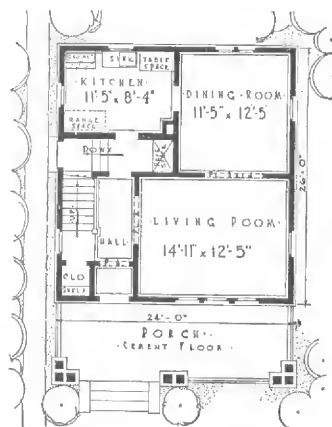 SINK
TABLE
SPACE
KITCHEN
11'-5" x 8'-4"
DINING-ROOM
11'-5" x 12'-5
RANGE
SPACE
DOWN
UP
LIVING ROOM
14'-11" x 12'-5"
HALL
CLO
26'-0"
24'-0"
PORCH
CEMENT FLOOR